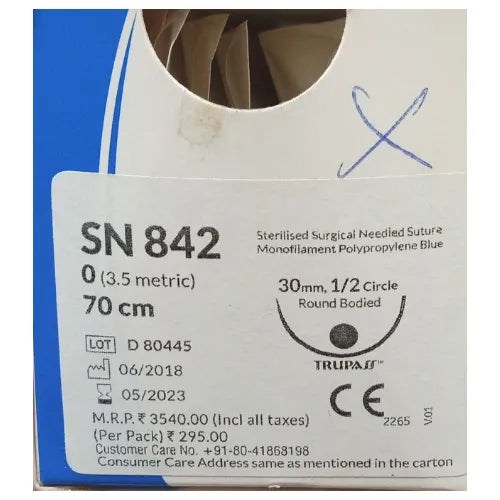 SN 842
0 (3.5 metric)
70 cm
Sterilised Surgical Needled Suture
Monofilament Polypropylene Blue
30mm, 1/2 Circle
Round Bodied
TRUPASS
LOT D 80445
06/2018
05/2023
M.R.P. ₹ 3540.00 (Incl all taxes)
(Per Pack) ₹ 295.00
CE
2265
V.01
Customer Care No. +91-80-41868198
Consumer Care Address same as mentioned in the carton